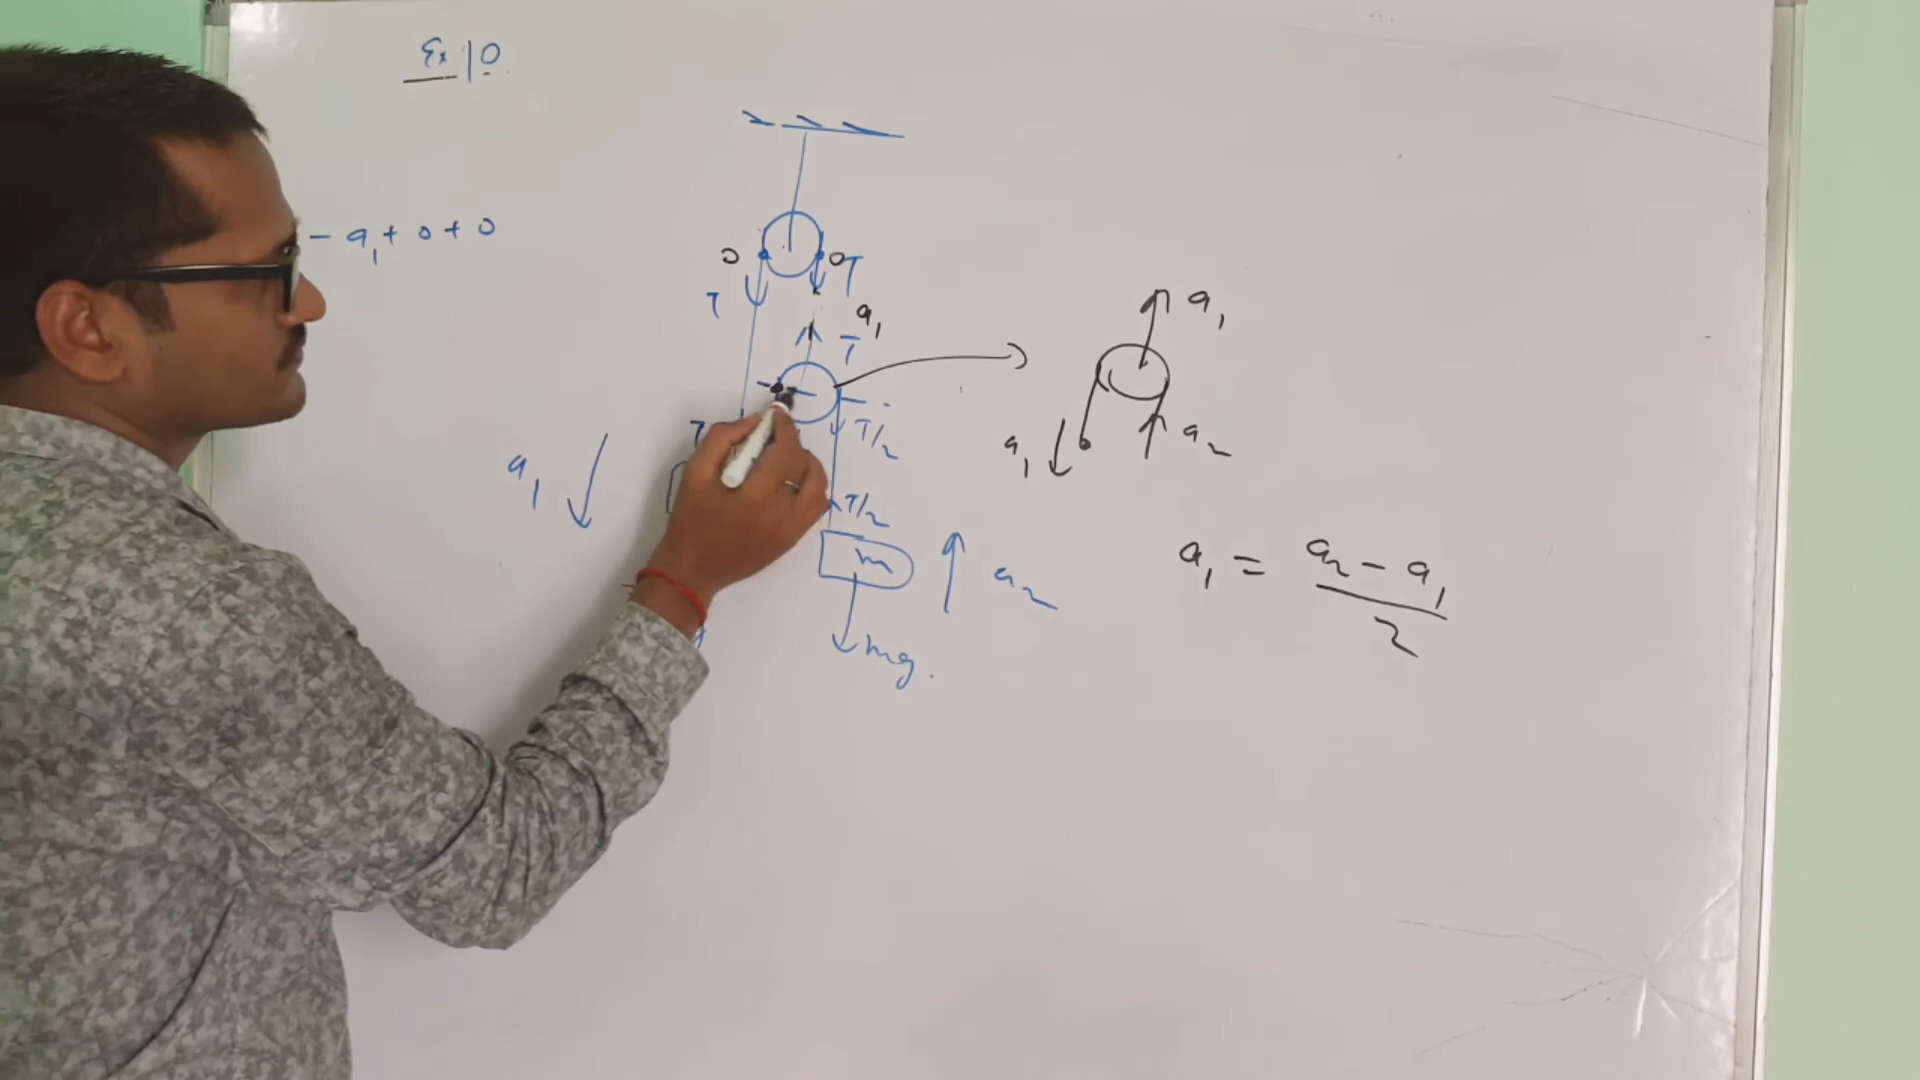 Ex 10
- a₁ + 0 + 0
0 0 T
T
a₁
T
a₁
T
T/2
a₁
a₂
a₁
T/2
m
a₂
a₁ = (a₂ - a₁)/2
mg.